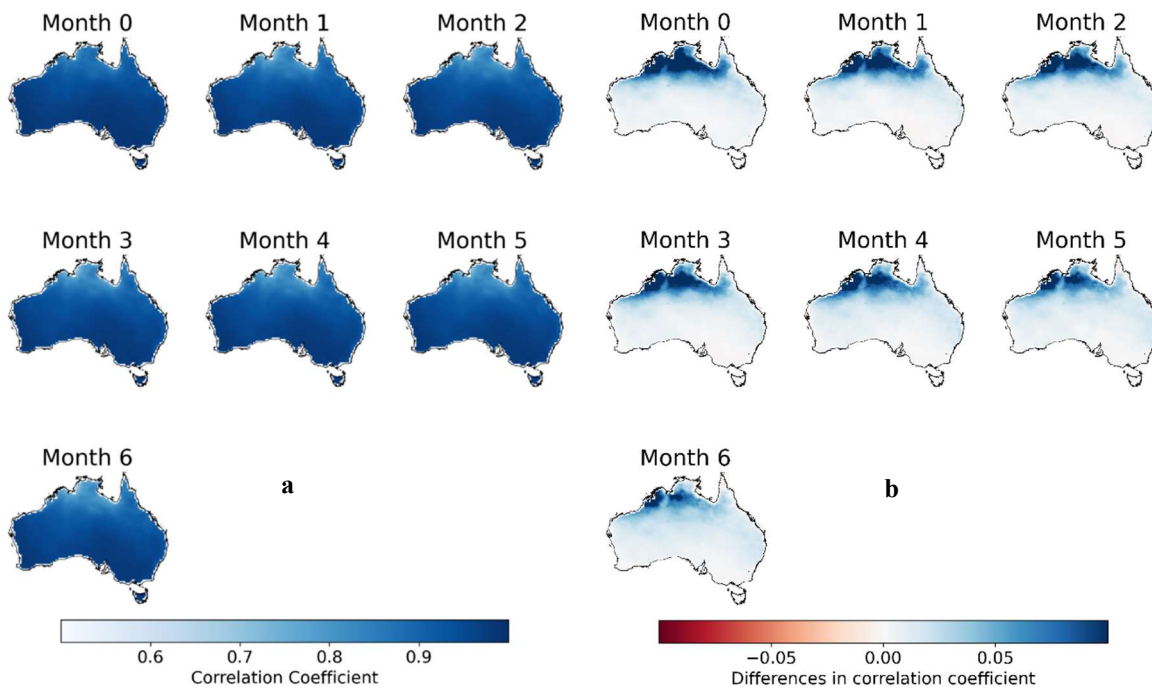 Month 0
Month 1
Month 2
Month 3
Month 4
Month 5
Month 6
a
0.6 0.7 0.8 0.9
Correlation Coefficient
Month 0
Month 1
Month 2
Month 3
Month 4
Month 5
Month 6
b
−0.05 0.00 0.05
Differences in correlation coefficient